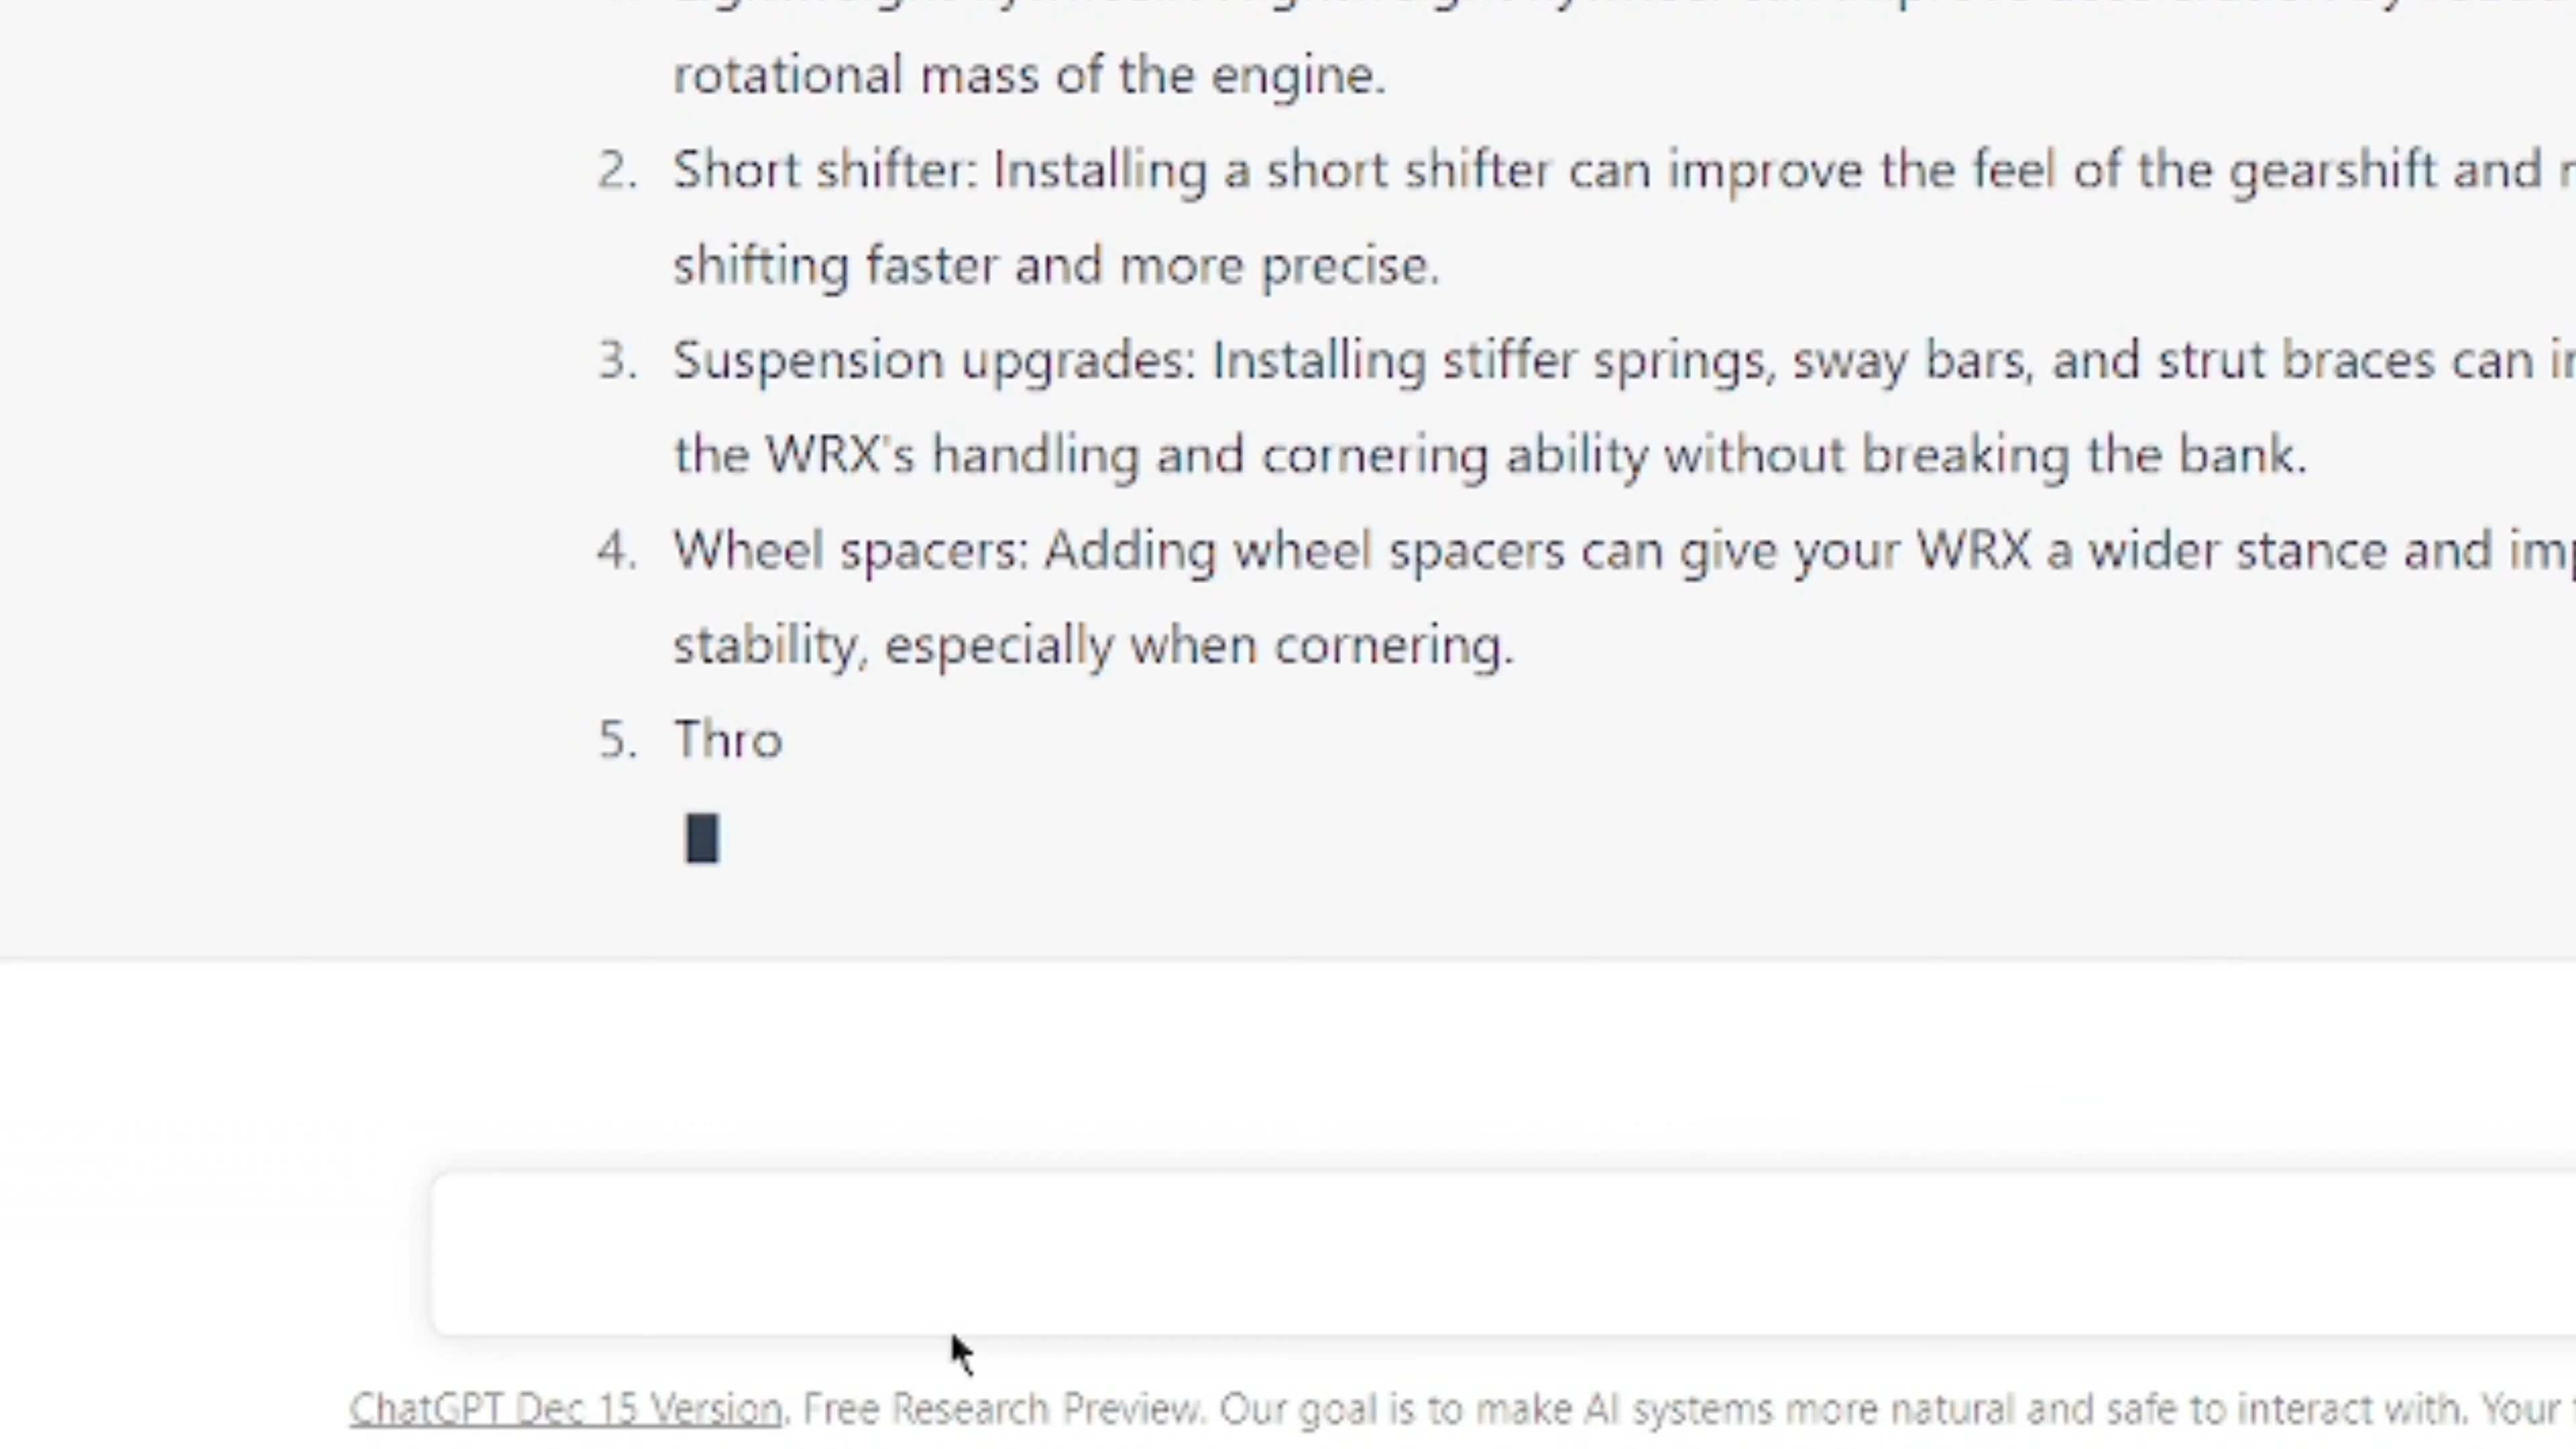 rotational mass of the engine.
2. Short shifter: Installing a short shifter can improve the feel of the gearshift and
shifting faster and more precise.
3. Suspension upgrades: Installing stiffer springs, sway bars, and strut braces can
the WRX's handling and cornering ability without breaking the bank.
4. Wheel spacers: Adding wheel spacers can give your WRX a wider stance and
stability, especially when cornering.
5. Thro
ChatGPT Dec 15 Version. Free Research Preview. Our goal is to make AI systems more natural and safe to interact with. Your